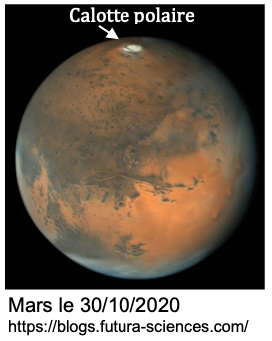 Calotte polaire
Mars le 30/10/2020
https://blogs.futura-sciences.com/